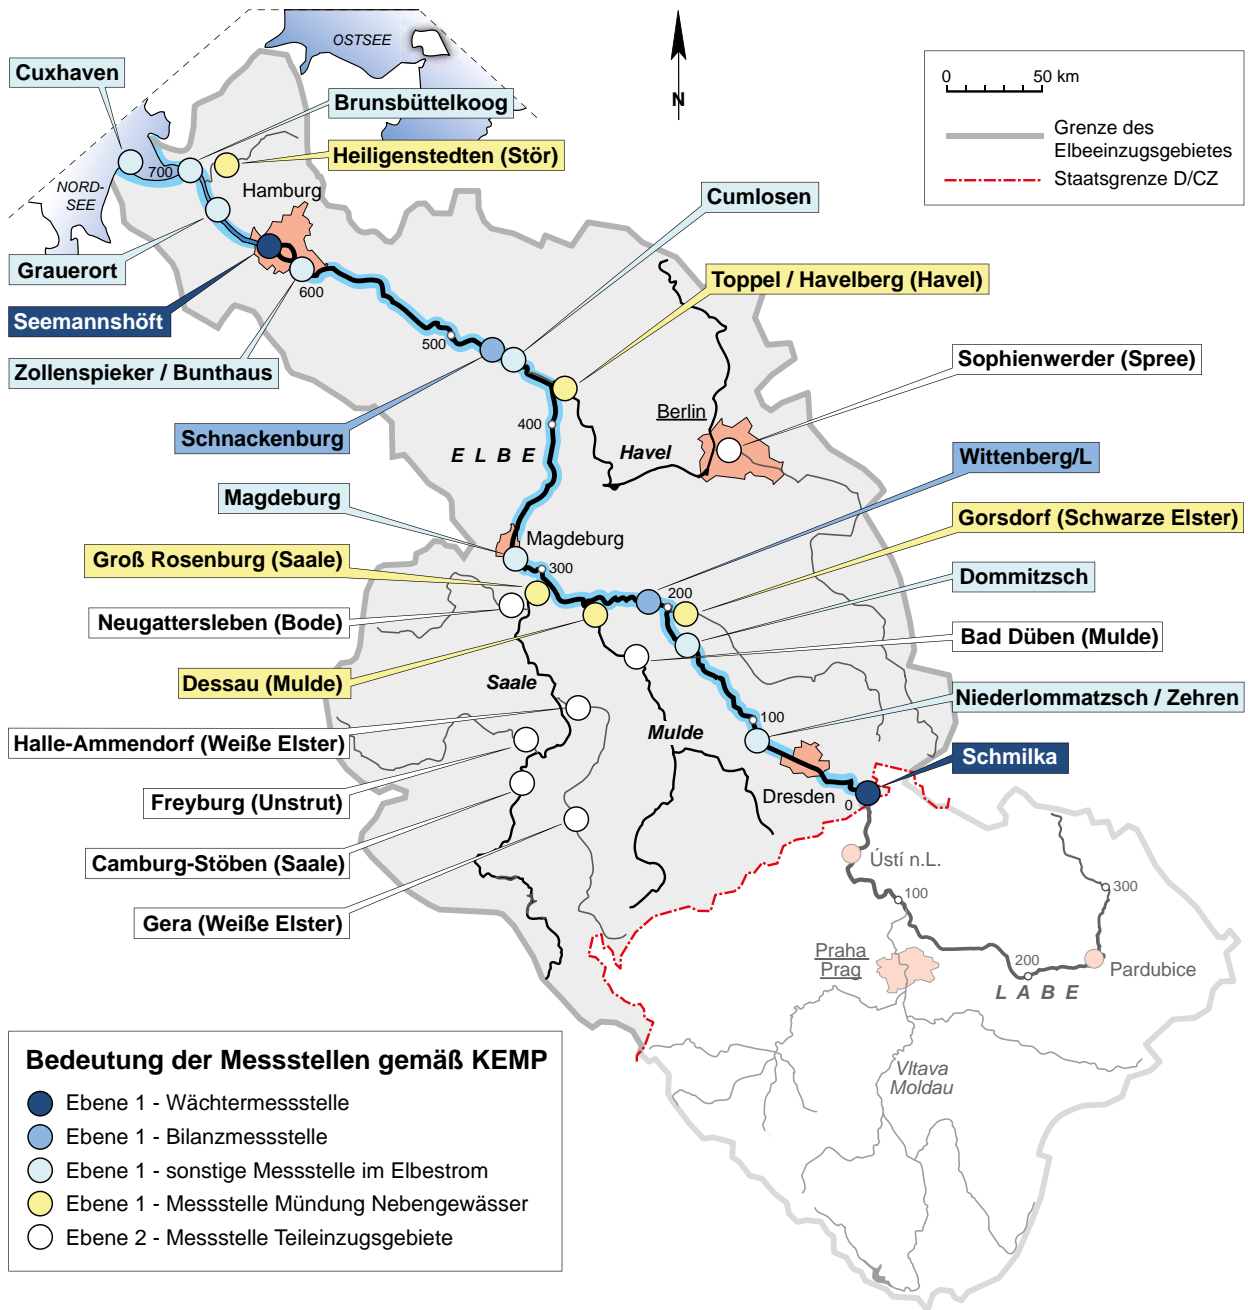 OSTSEE
Cuxhaven
Brunsbüttelkoog
Heiligenstedten (Stör)
700
NORD-
SEE
Hamburg
N
0
50 km
Grenze des
Elbeeinzugsgebietes
Staatsgrenze D/CZ
Cumlosen
Grauerort
Toppel / Havelberg (Havel)
600
Seemannshöft
500
Sophienwerder (Spree)
Zollenspieker / Bunthaus
Berlin
400
Schnackenburg
E L B E
Havel
Wittenberg/L
Magdeburg
Gorsdorf (Schwarze Elster)
Magdeburg
Groß Rosenburg (Saale)
300
Dommitzsch
200
Neugattersleben (Bode)
Bad Düben (Mulde)
Dessau (Mulde)
Saale
Niederlommatzsch / Zehren
100
Mulde
Halle-Ammendorf (Weiße Elster)
Schmilka
Dresden
0
Freyburg (Unstrut)
Camburg-Stöben (Saale)
Ústí n.L.
100
300
Gera (Weiße Elster)
Praha
Prag
200
Pardubice
L A B E
Vltava
Moldau
Bedeutung der Messstellen gemäß KEMP
Ebene 1 - Wächtermessstelle
Ebene 1 - Bilanzmessstelle
Ebene 1 - sonstige Messstelle im Elbestrom
Ebene 1 - Messstelle Mündung Nebengewässer
Ebene 2 - Messstelle Teileinzugsgebiete